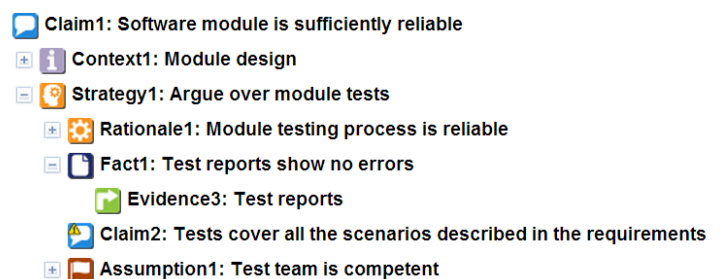 Claim1: Software module is sufficiently reliable
Context1: Module design
Strategy1: Argue over module tests
Rationale1: Module testing process is reliable
Fact1: Test reports show no errors
Evidence3: Test reports
Claim2: Tests cover all the scenarios described in the requirements
Assumption1: Test team is competent